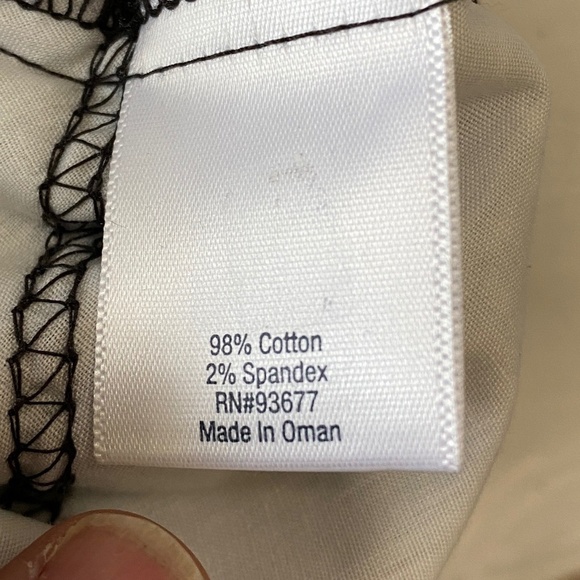 98% Cotton
2% Spandex
RN#93677
Made In Oman